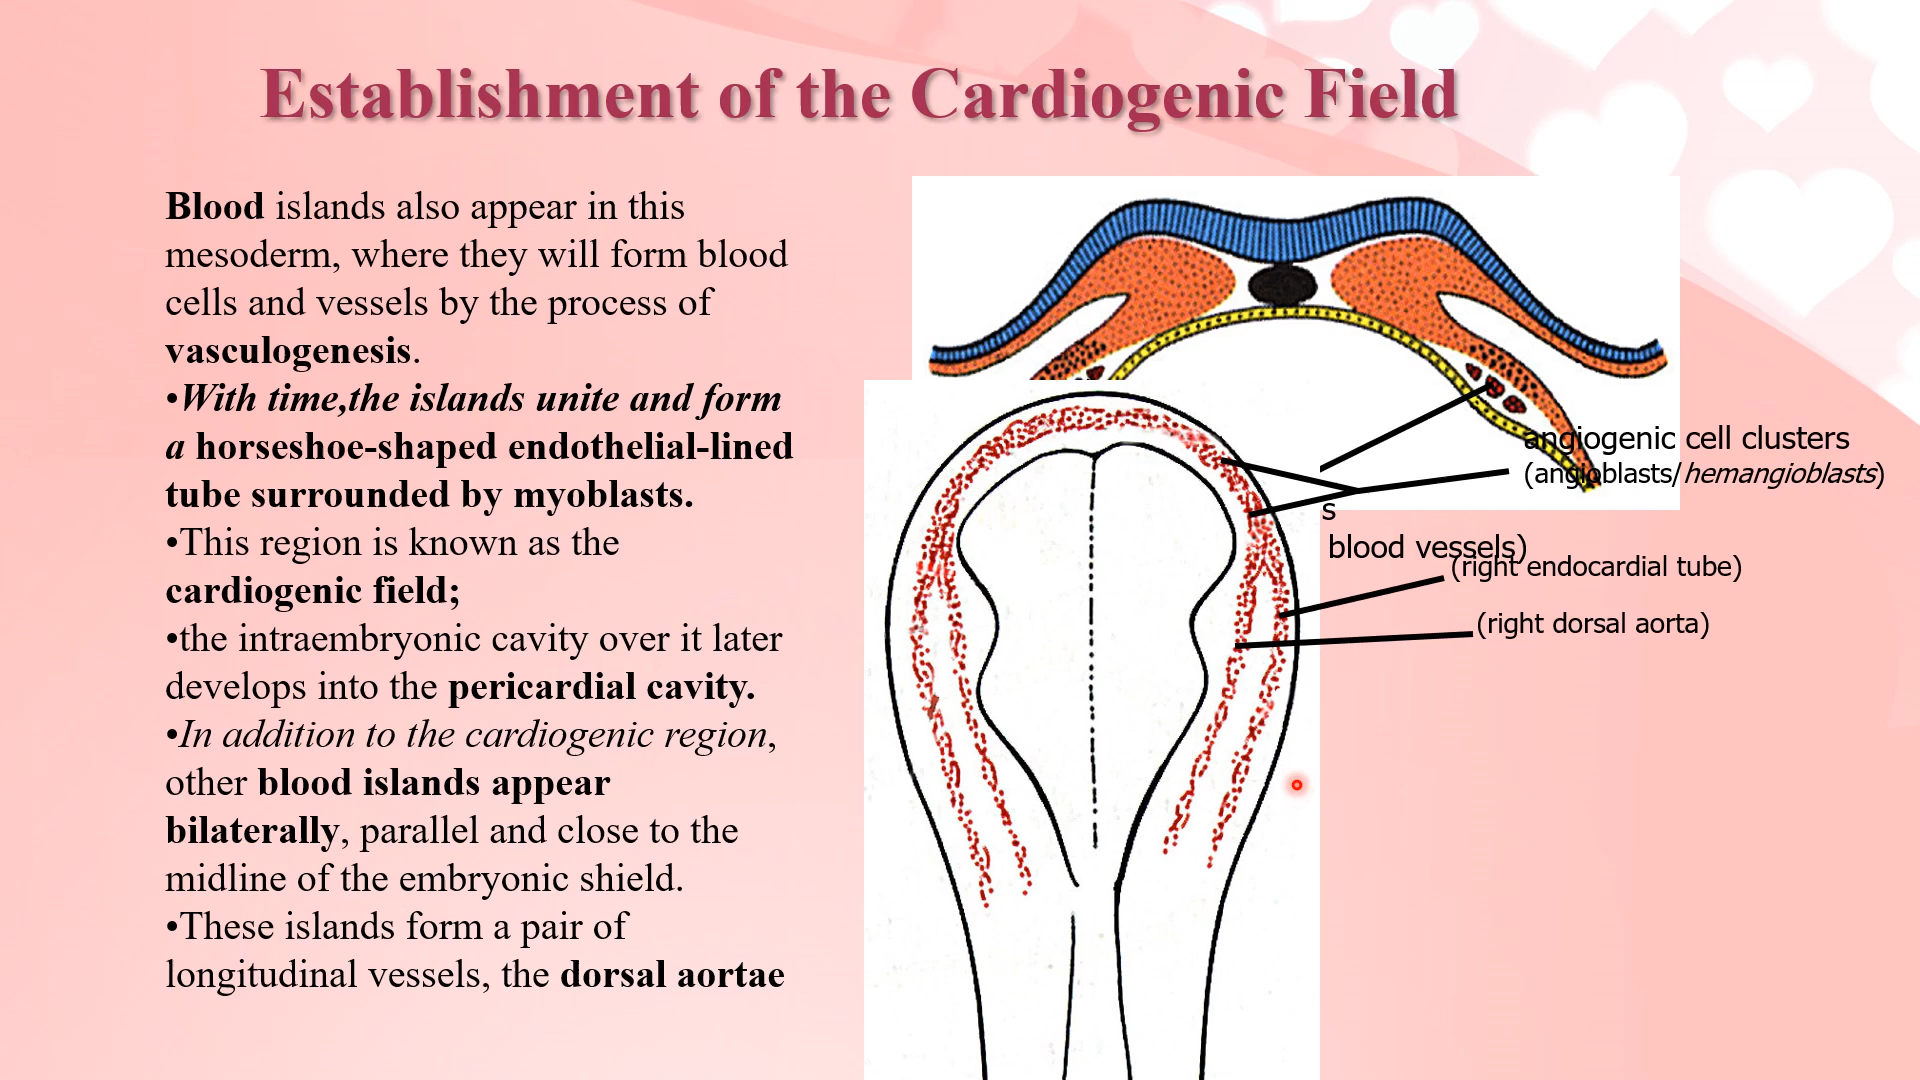 Establishment of the Cardiogenic Field
Blood islands also appear in this
mesoderm, where they will form blood
cells and vessels by the process of
vasculogenesis.
•With time,the islands unite and form
a horseshoe-shaped endothelial-lined
tube surrounded by myoblasts.
•This region is known as the
cardiogenic field;
•the intraembryonic cavity over it later
develops into the pericardial cavity.
•In addition to the cardiogenic region,
other blood islands appear
bilaterally, parallel and close to the
midline of the embryonic shield.
•These islands form a pair of
longitudinal vessels, the dorsal aortae
angiogenic cell clusters
(angioblasts/hemangioblasts)
s
blood vessels)
(right endocardial tube)
(right dorsal aorta)